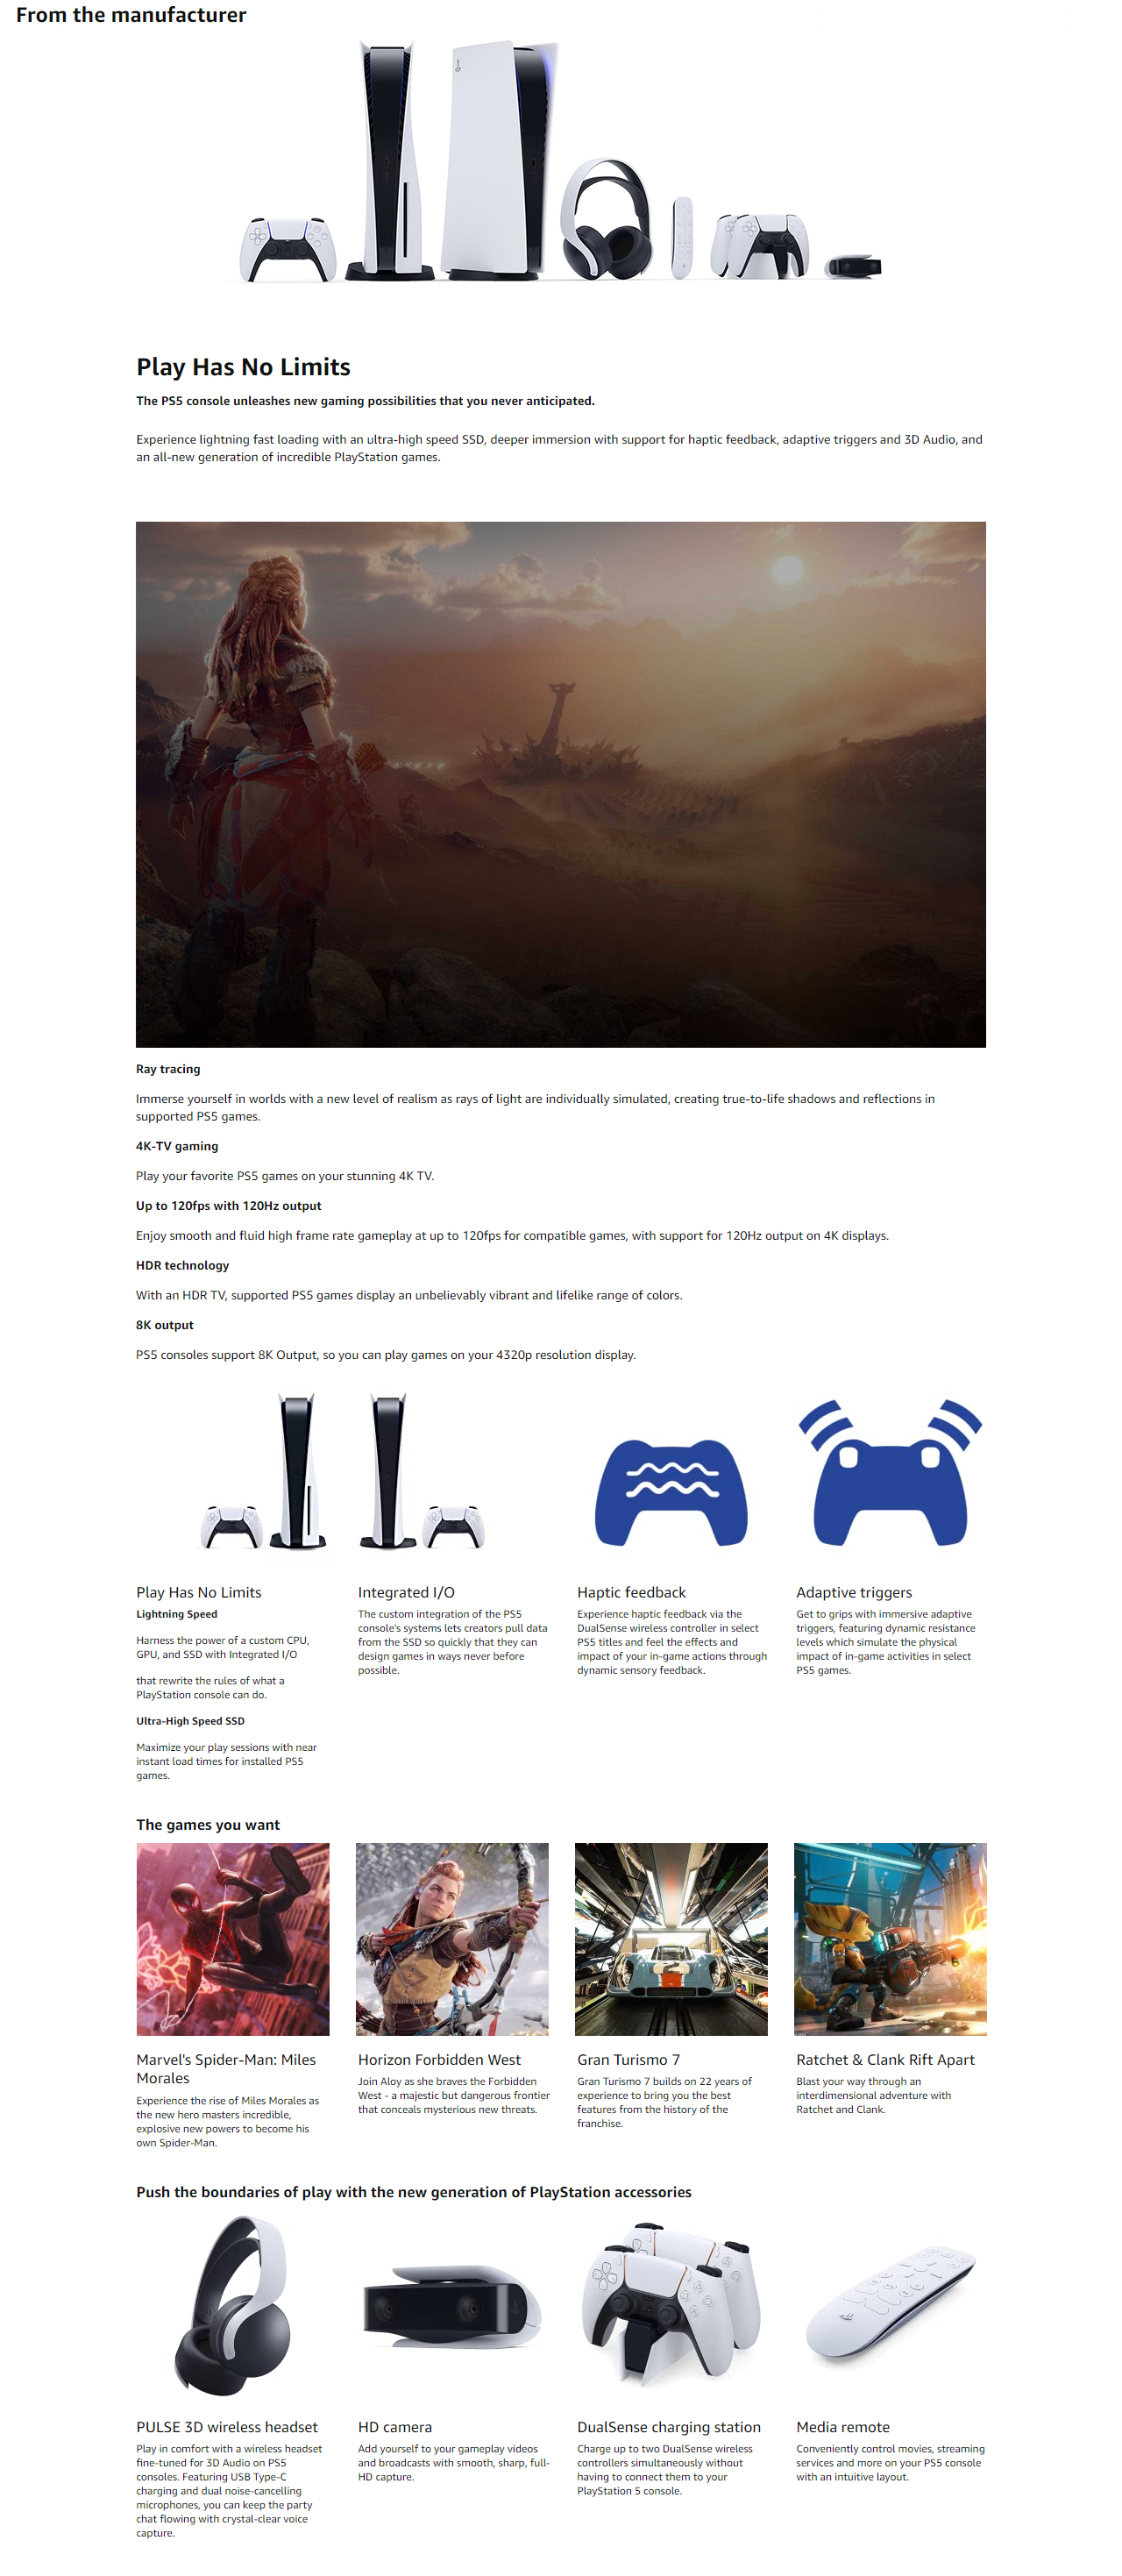 From the manufacturer
Play Has No Limits
The PS5 console unleashes new gaming possibilities that you never anticipated.
Experience lightning fast loading with an ultra-high speed SSD, deeper immersion with support for haptic feedback, adaptive triggers and 3D Audio, and
an all-new generation of incredible PlayStation games.
Ray tracing
Immerse yourself in worlds with a new level of realism as rays of light are individually simulated, creating true-to-life shadows and reflections in
supported PS5 games.
4K-TV gaming
Play your favorite PS5 games on your stunning 4K TV.
Up to 120fps with 120Hz output
Enjoy smooth and fluid high frame rate gameplay at up to 120fps for compatible games, with support for 120Hz output on 4K displays.
HDR technology
With an HDR TV, supported PS5 games display an unbelievably vibrant and lifelike range of colors.
8K output
PS5 consoles support 8K Output, so you can play games on your 4320p resolution display.
Play Has No Limits
Lightning Speed
Harness the power of a custom CPU,
GPU, and SSD with Integrated I/O
that rewrite the rules of what a
PlayStation console can do.
Ultra-High Speed SSD
Maximize your play sessions with near
instant load times for installed PS5
games.
Integrated I/O
The custom integration of the PS5
console's systems lets creators pull data
from the SSD so quickly that they can
design games in ways never before
possible.
Haptic feedback
Experience haptic feedback via the
DualSense wireless controller in select
PS5 titles and feel the effects and
impact of your in-game actions through
dynamic sensory feedback.
Adaptive triggers
Get to grips with immersive adaptive
triggers, featuring dynamic resistance
levels which simulate the physical
impact of in-game activities in select
PS5 games.
The games you want
Marvel's Spider-Man: Miles
Morales
Experience the rise of Miles Morales as
the new hero masters incredible,
explosive new powers to become his
own Spider-Man.
Horizon Forbidden West
Join Aloy as she braves the Forbidden
West - a majestic but dangerous frontier
that conceals mysterious new threats.
Gran Turismo 7
Gran Turismo 7 builds on 22 years of
experience to bring you the best
features from the history of the
franchise.
Ratchet & Clank Rift Apart
Blast your way through an
interdimensional adventure with
Ratchet and Clank.
Push the boundaries of play with the new generation of PlayStation accessories
PULSE 3D wireless headset
Play in comfort with a wireless headset
fine-tuned for 3D Audio on PS5
consoles. Featuring USB Type-C
charging and dual noise-cancelling
microphones, you can keep the party
chat flowing with crystal-clear voice
capture.
HD camera
Add yourself to your gameplay videos
and broadcasts with smooth, sharp, full-
HD capture.
DualSense charging station
Charge up to two DualSense wireless
controllers simultaneously without
having to connect them to your
PlayStation 5 console.
Media remote
Conveniently control movies, streaming
services and more on your PS5 console
with an intuitive layout.